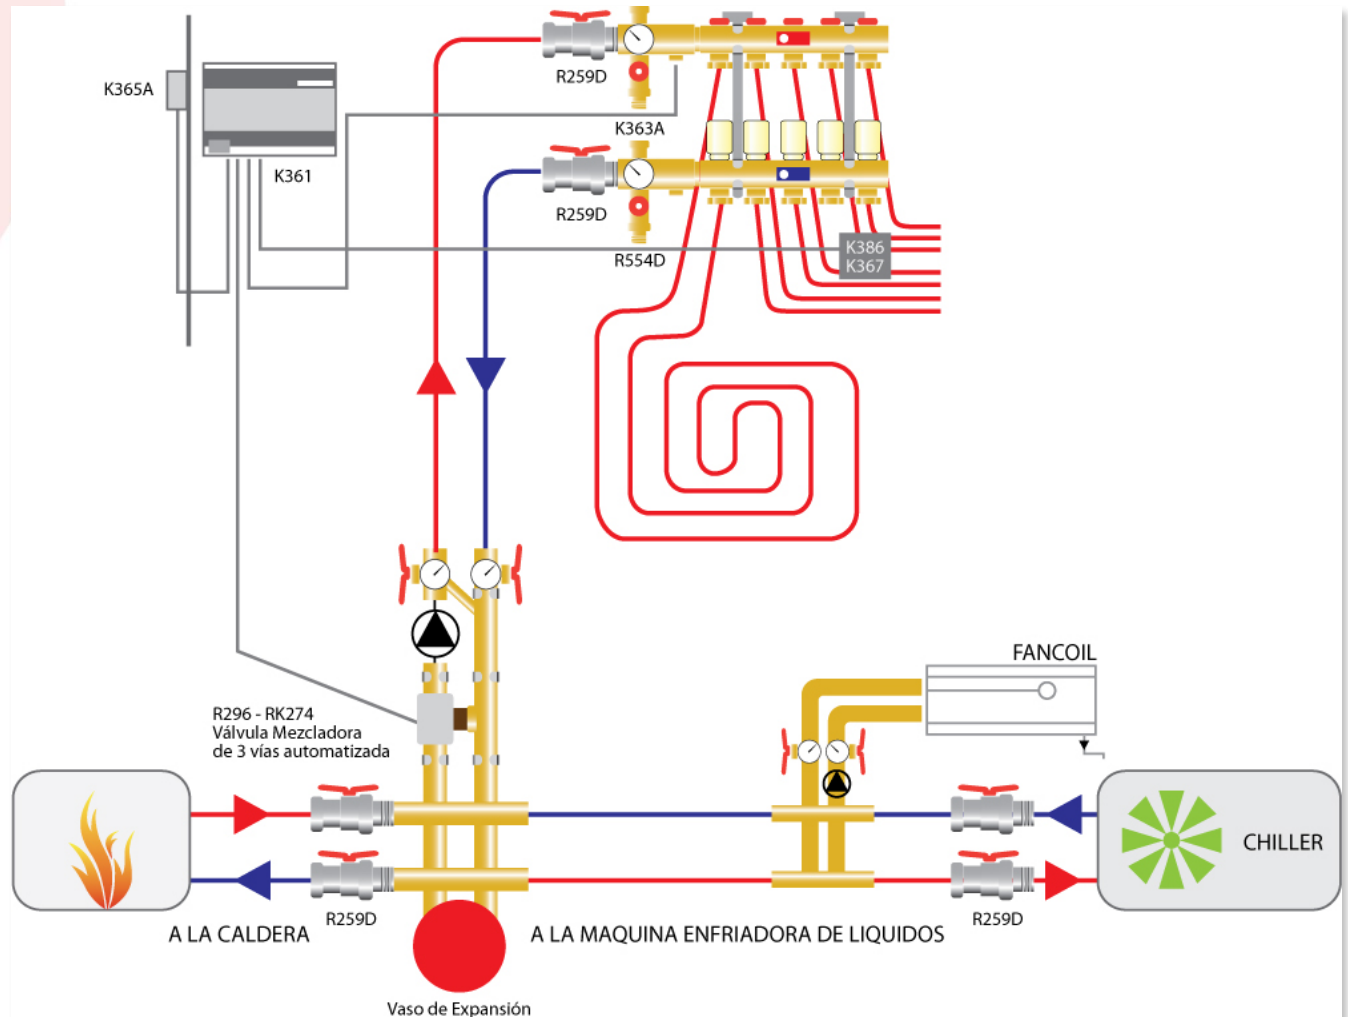 R259D
K365A
K363A
K361
R259D
R554D
K386
K367
FANCOIL
R296 - RK274
Válvula Mezcladora
de 3 vías automatizada
CHILLER
R259D
R259D
A LA CALDERA
A LA MAQUINA ENFRIADORA DE LIQUIDOS
Vaso de Expansión